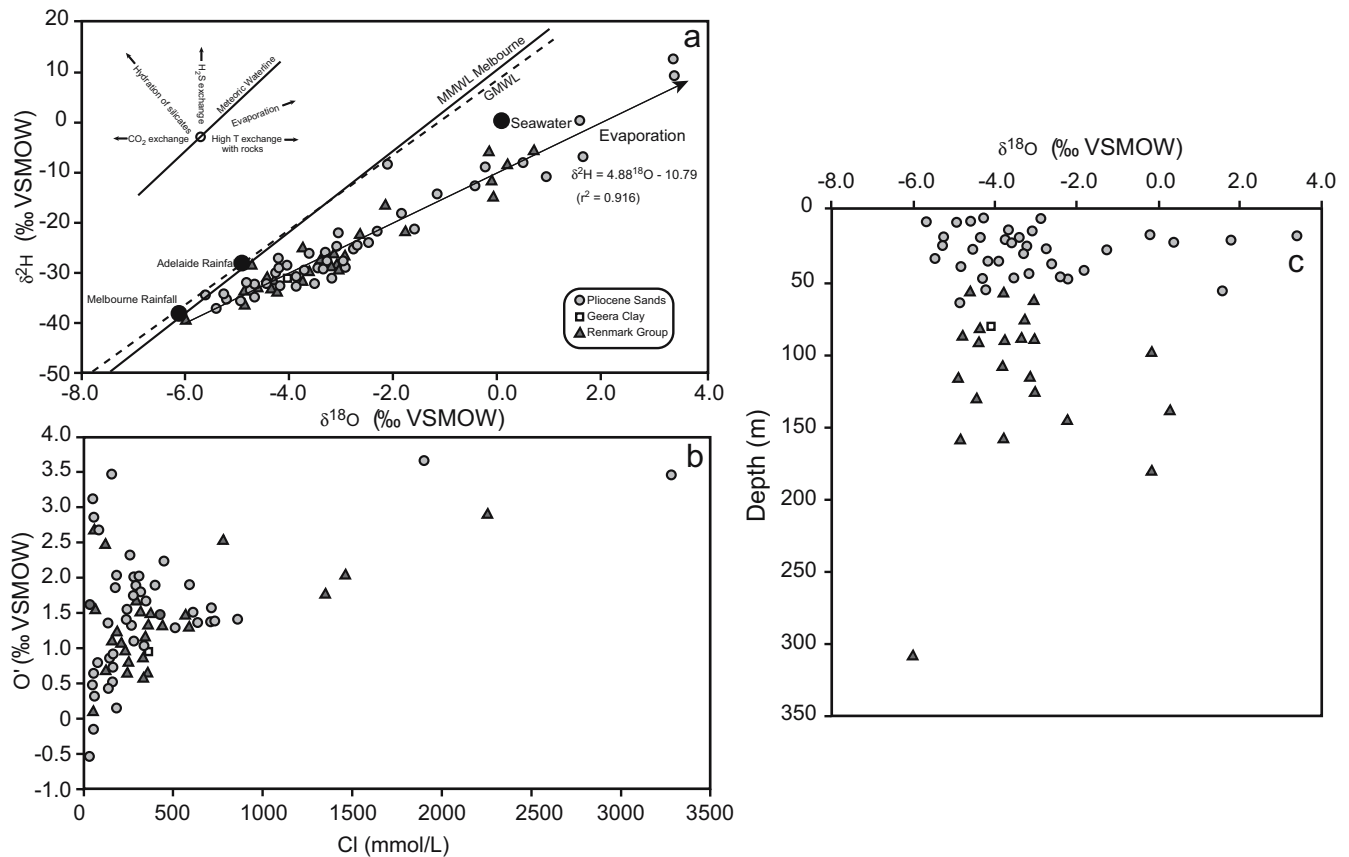 a
20
10
0
-10
-20
-30
-40
-50
δ²H (‰ VSMOW)
-8.0
-6.0
-4.0
-2.0
0.0
2.0
4.0
δ¹⁸O (‰ VSMOW)
Hydration of silicates
H₂S exchange
Meteoric Waterline
Evaporation
CO₂ exchange
High T exchange
with rocks
MMWL Melbourne
GMWL
Seawater
Evaporation
δ²H = 4.88¹⁸O - 10.79
(r² = 0.916)
Adelaide Rainfa
Melbourne Rainfall
Pliocene Sands
Geera Clay
Renmark Group
b
4.0
3.5
3.0
2.5
2.0
1.5
1.0
0.5
0
-0.5
-1.0
O' (‰ VSMOW)
0
500
1000
1500
2000
2500
3000
3500
Cl (mmol/L)
δ¹⁸O (‰ VSMOW)
-8.0
-6.0
-4.0
-2.0
0.0
2.0
4.0
c
0
50
100
150
200
250
300
350
Depth (m)